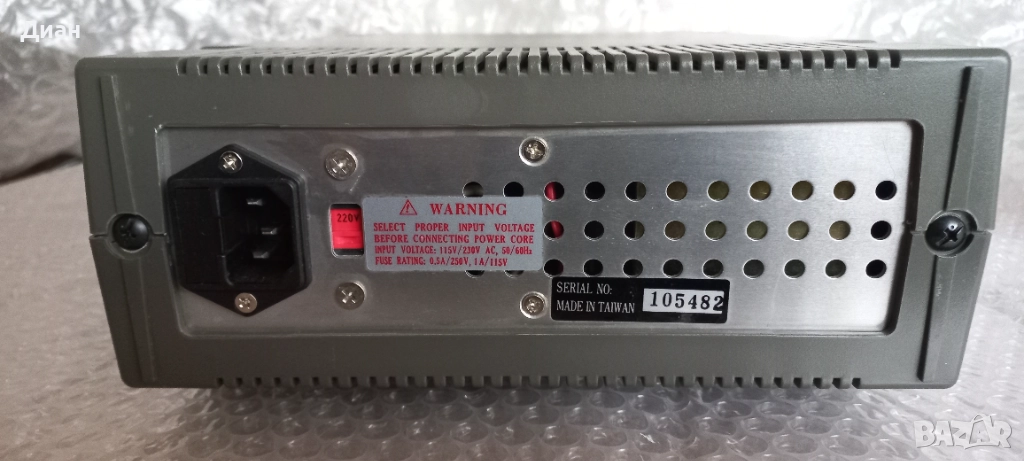 Диан
220V
WARNING
SELECT PROPER INPUT VOLTAGE
BEFORE CONNECTING POWER CORE
INPUT VOLTAGE: 115V/230V AC, 50/60Hz
FUSE RATING: 0.5A/250V, 1A/115V
SERIAL NO:
MADE IN TAIWAN
105482
BAZAR